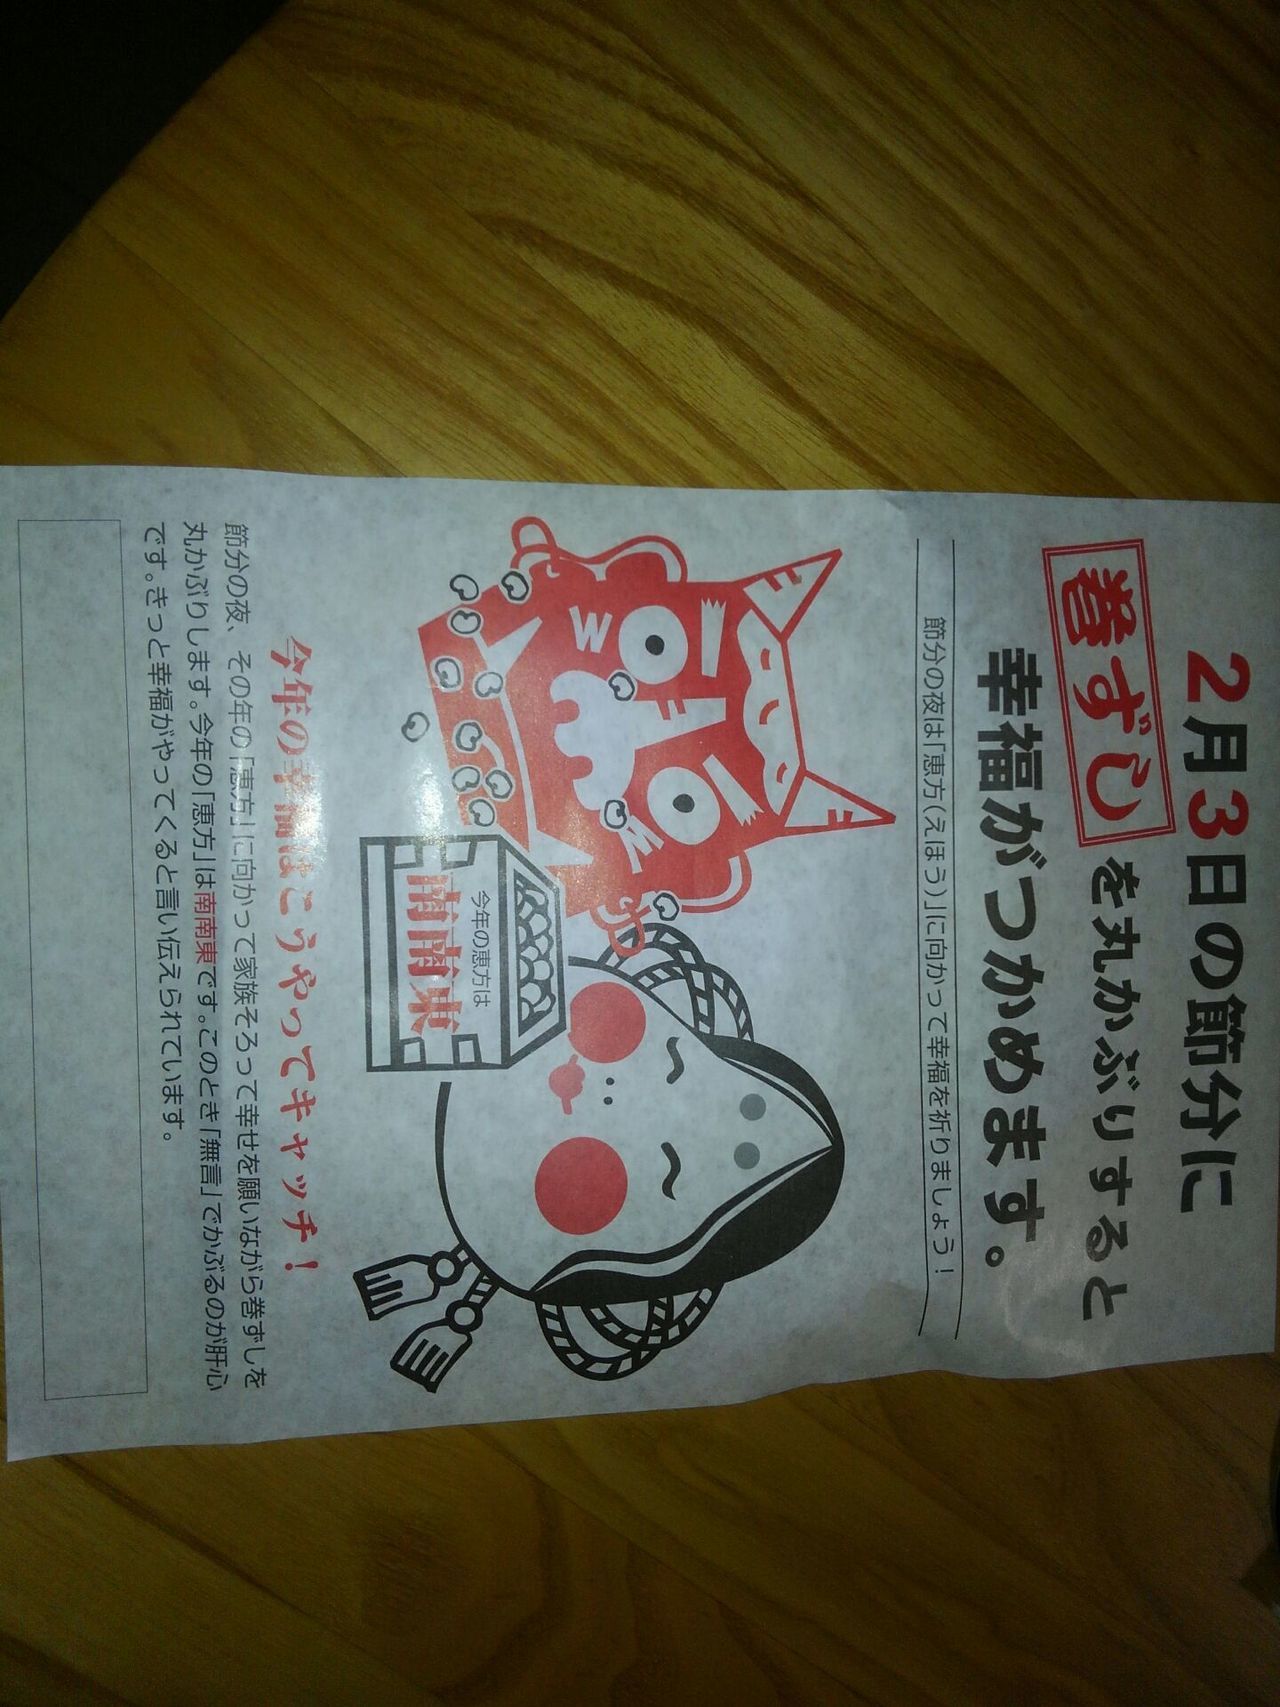 2月3日の節分に
巻ずしを丸かぶりすると
幸福がつかめます。
節分の夜は「恵方(えほう)」に向かって幸福を祈りましょう!
今年の恵方は
南南東
今年の幸福はこうやってキャッチ!
節分の夜、その年の「恵方」に向かって家族そろって幸せを願いながら巻ずしを
丸かぶりします。今年の「恵方」は南南東です。このとき「無言」でかぶるのが肝心
です。きっと幸福がやってくると言い伝えられています。